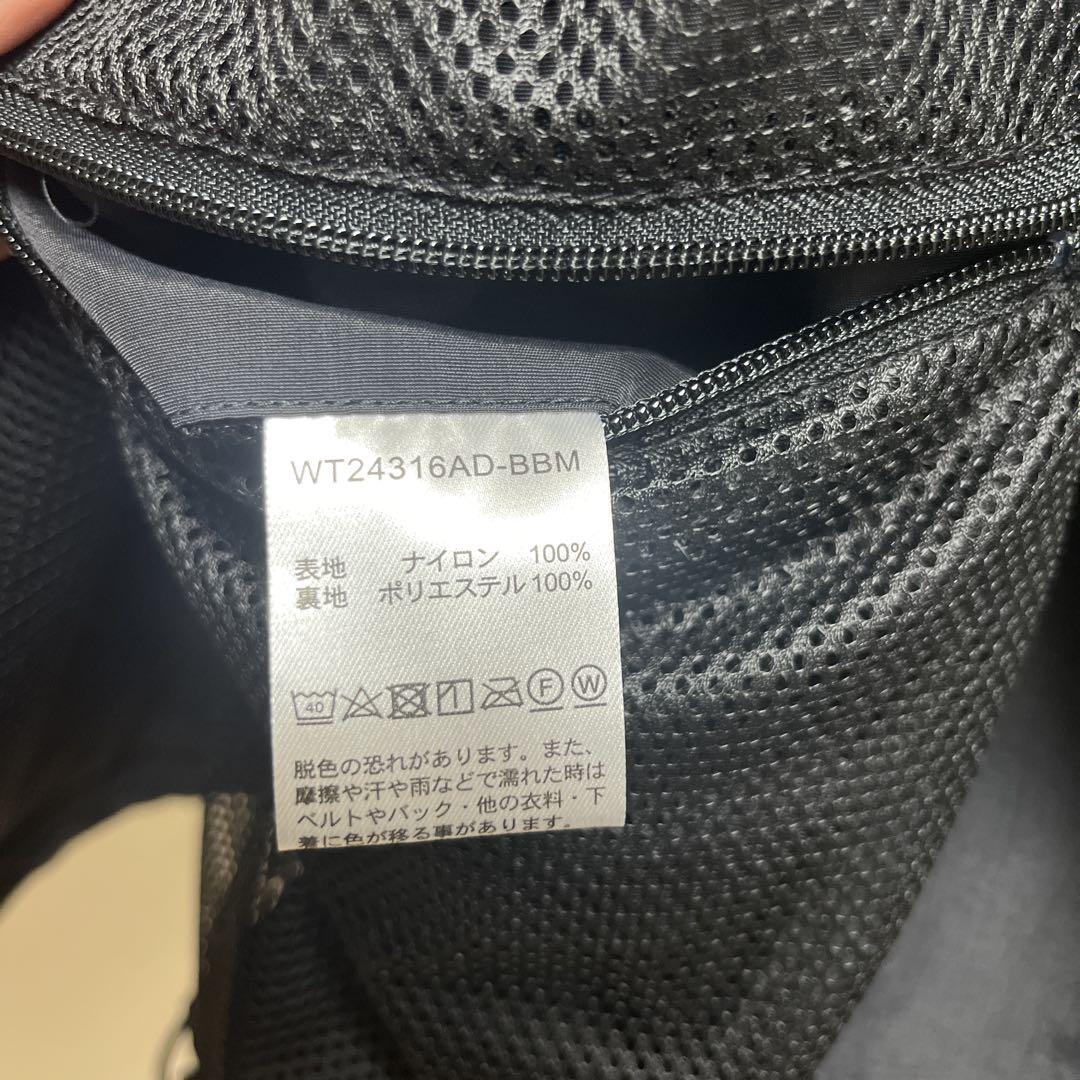 WT24316AD-BBM
表地 ナイロン 100%
裏地 ポリエステル 100%
40 F W
脱色の恐れがあります。また、
摩擦や汗や雨などで濡れた時は
ベルトやバック・他の衣料・下
着に色が移る事があります。